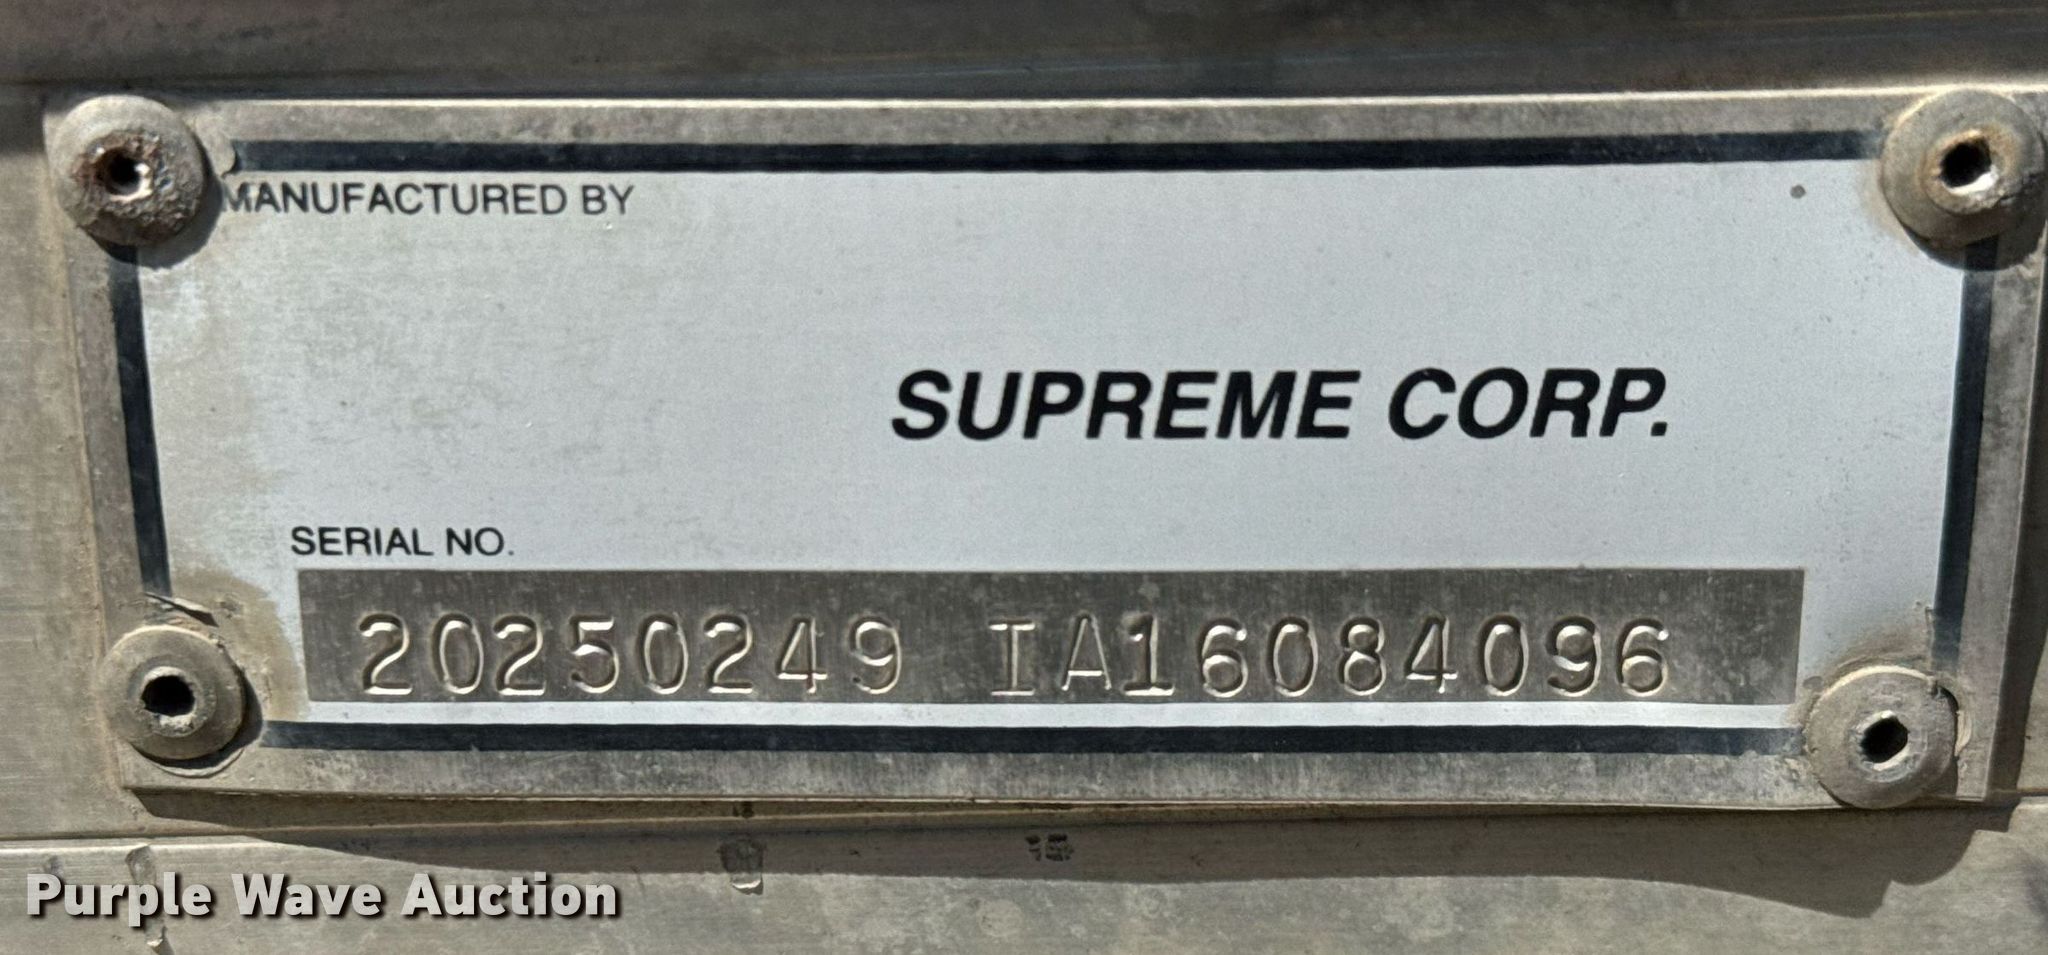 MANUFACTURED BY
SUPREME CORP.
SERIAL NO.
20250249 IA16084096
Purple Wave Auction